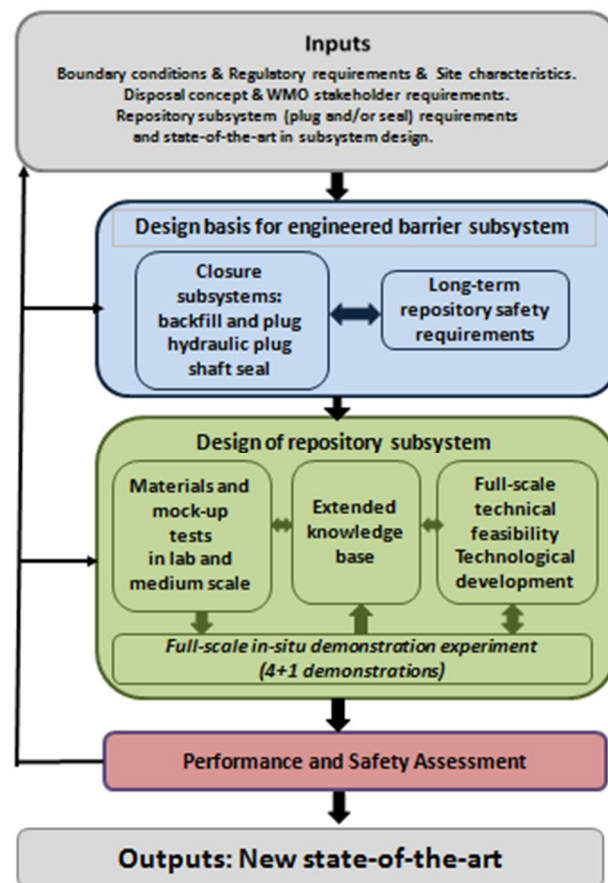 Inputs
Boundary conditions & Regulatory requirements & Site characteristics.
Disposal concept & WMO stakeholder requirements.
Repository subsystem (plug and/or seal) requirements
and state-of-the-art in subsystem design.
Design basis for engineered barrier subsystem
Closure
subsystems:
backfill and plug
hydraulic plug
shaft seal
Long-term
repository safety
requirements
Design of repository subsystem
Materials and
mock-up
tests
in lab and
medium scale
Extended
knowledge
base
Full-scale
technical
feasibility
Technological
development
Full-scale in-situ demonstration experiment
(4+1 demonstrations)
Performance and Safety Assessment
Outputs: New state-of-the-art